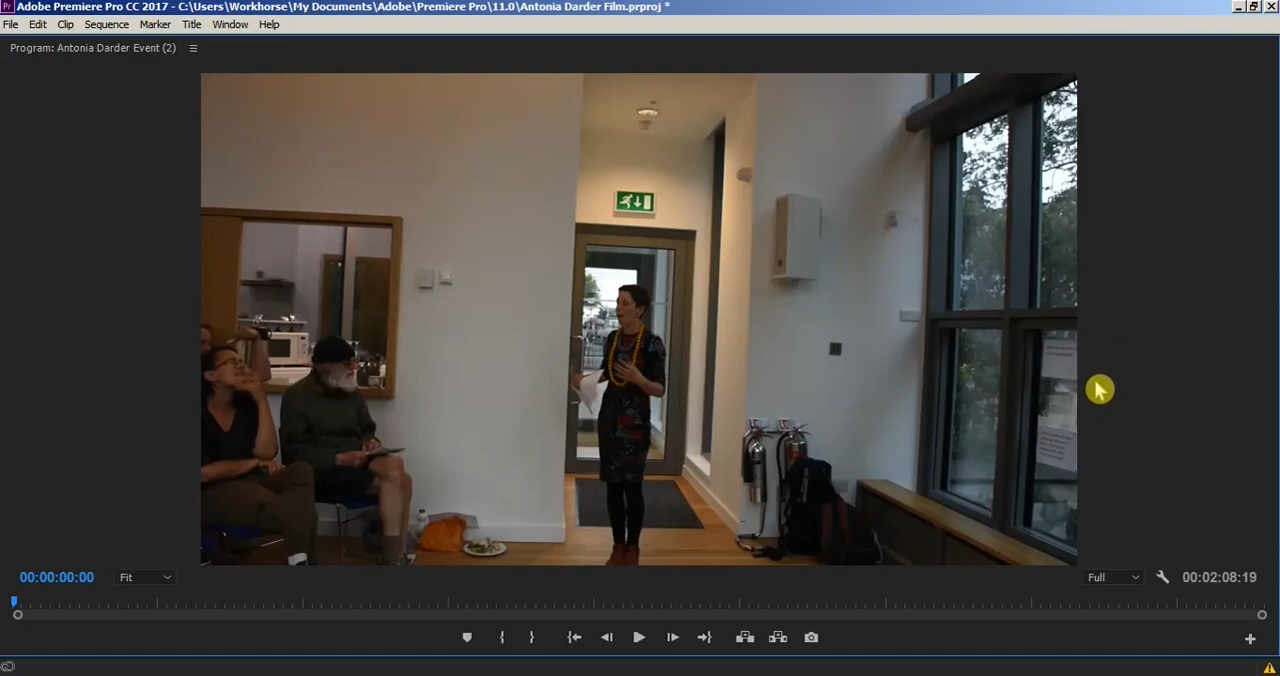 Adobe Premiere Pro CC 2017 - C:\Users\Workhorse\My Documents\Adobe\Premiere Pro\11.0\Antonia Darder Film.prproj *
File Edit Clip Sequence Marker Title Window Help
Program: Antonia Darder Event (2)
00:00:00:00 Fit Full 00:02:08:19